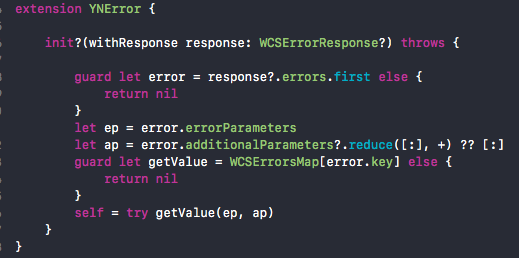 extension YNError {
init?(withResponse response: WCSErrorResponse?) throws {
guard let error = response?.errors.first else {
return nil
}
let ep = error.errorParameters
let ap = error.additionalParameters?.reduce([:], +) ?? [:]
guard let getValue = WCSErrorsMap[error.key] else {
return nil
}
self = try getValue(ep, ap)
}
}